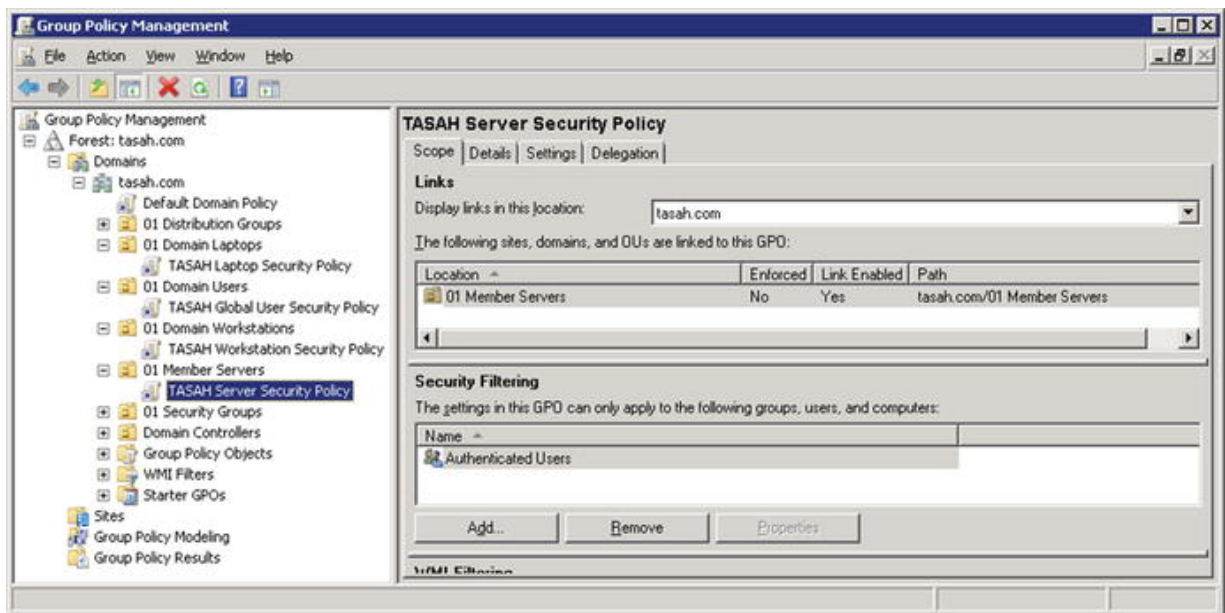 Group Policy Management
File Action View Window Help
Group Policy Management
Forest: tasah.com
Domains
tasah.com
Default Domain Policy
01 Distribution Groups
01 Domain Laptops
TASAH Laptop Security Policy
01 Domain Users
TASAH Global User Security Policy
01 Domain Workstations
TASAH Workstation Security Policy
01 Member Servers
TASAH Server Security Policy
01 Security Groups
Domain Controllers
Group Policy Objects
WMI Filters
Starter GPOs
Sites
Group Policy Modeling
Group Policy Results
TASAH Server Security Policy
Scope Details Settings Delegation
Links
Display links in this location: tasah.com
The following sites, domains, and OUs are linked to this GPO:
Location Enforced Link Enabled Path
01 Member Servers No Yes tasah.com/01 Member Servers
Security Filtering
The settings in this GPO can only apply to the following groups, users, and computers:
Name
Authenticated Users
Add... Remove Properties
WMI Filtering